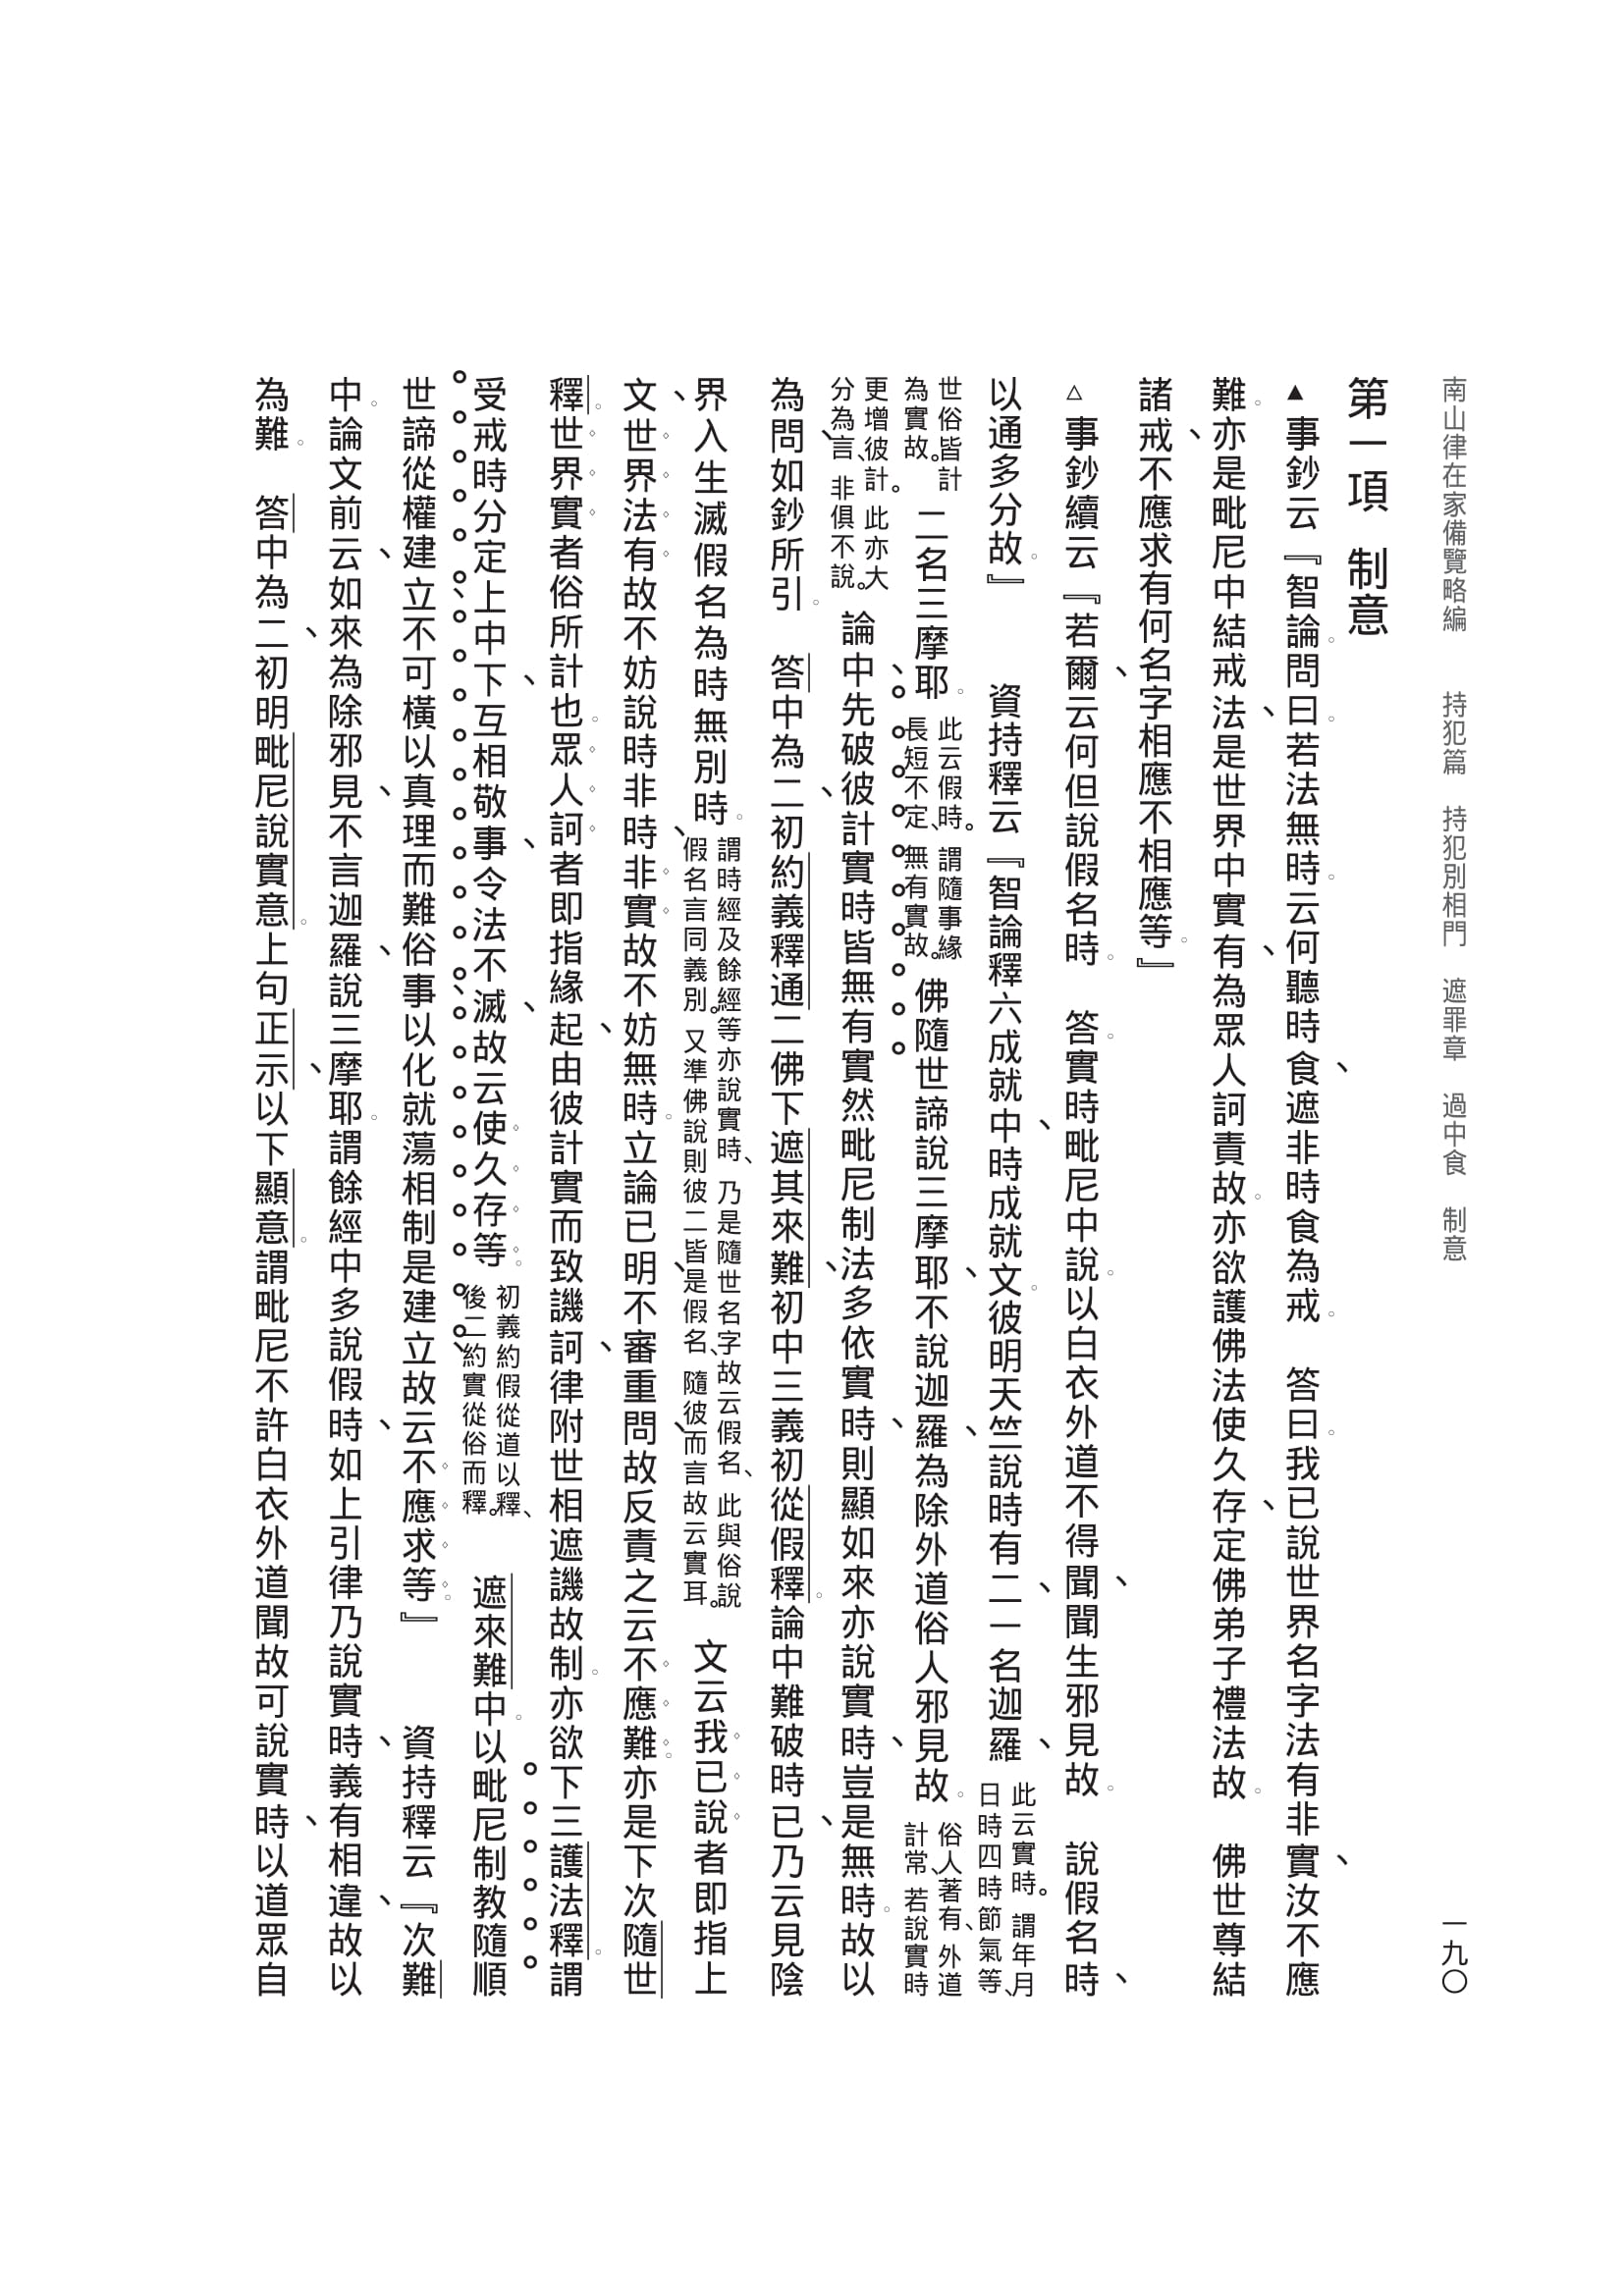 南山律在家備覽略編　持犯篇　持犯別相門　遮罪章　過中食　制意
一九〇
第一項　制意
▲事鈔云『智論問曰。若法無時。云何聽時食、遮非時食為戒。　答曰。我已說世界名字法有非實、汝不應
難。亦是毗尼中結戒法、是世界中實有、為眾人訶責故。亦欲護佛法使久存、定佛弟子禮法故。　佛世尊結
諸戒、不應求有何名字相應不相應等。』
△事鈔續云『若爾、云何但說假名時。　答。實時毗尼中說。以白衣外道不得聞、聞生邪見故。　說假名時、
以通多分故。』　　資持釋云『智論釋六成就中、時成就文。彼明天竺說時有二、一名迦羅、此云實時。謂年月日時四時節氣等、
世俗皆計為實故。　二名三摩耶。此云假時。謂隨事緣長短不定、無有實故。　佛隨世諦說三摩耶、不說迦羅、為除外道俗人邪見故。俗人著有、外道計常、若說實時
更增彼計。此亦大分為言、非俱不說。　論中、先破彼計實時皆無有實然毗尼制法多依實時、則顯如來亦說實時、豈是無時。故以
為問、如鈔所引。　答中為二、初約義釋通二佛下遮其來難、初中三義初從假釋。論中難破時已、乃云見陰
界入生滅假名為時無別時。謂時經及餘經等亦說實時、乃是隨世名字故云假名、此與俗說假名言同義別。又準佛說則彼二皆是假名、隨彼而言故云實耳。　文云我已說者即指上
文、世界法有故不妨說時非時、非實故不妨無時。立論已明、不審重問、故反責之云不應難。亦是下次隨世
釋。世界實者俗所計也。眾人訶者即指緣起、由彼計實而致譏訶、律附世相遮譏故制。亦欲下三護法釋。謂
受戒時分定上中下、互相敬事、令法不滅、故云使久存等。初義約假從道以釋、後二約實從俗而釋。　遮來難中。以毗尼制教隨順
世諦從權建立、不可橫以真理而難俗事以化就蕩相制是建立、故云不應求等。』　　資持釋云『次難
中。論文前云、如來為除邪見、不言迦羅、說三摩耶。謂餘經中多說假時、如上引律乃說實時、義有相違、故以
為難。　答中為二、初明毗尼說實意。上句正示、以下顯意。謂毗尼不許白衣外道聞故可說實時、以道眾自